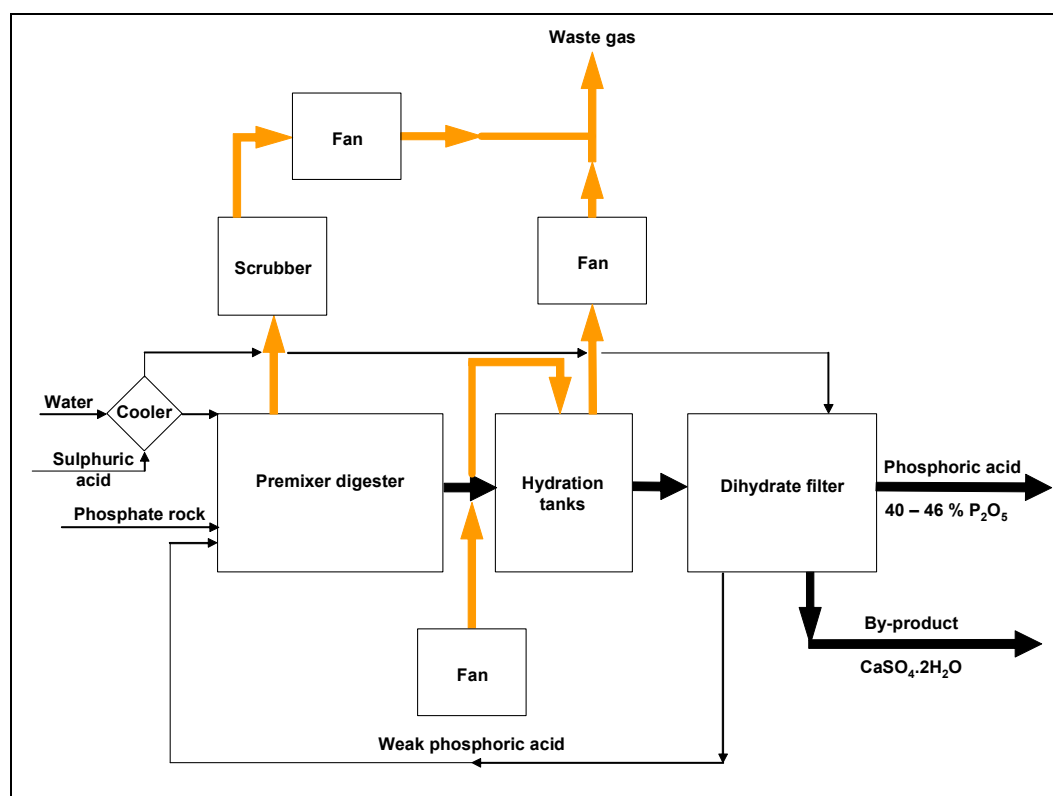 Waste gas
Fan
Scrubber
Fan
Water
Cooler
Sulphuric
acid
Phosphate rock
Premixer digester
Hydration
tanks
Dihydrate filter
Phosphoric acid
40 – 46 % P₂O₅
By-product
CaSO₄.2H₂O
Fan
Weak phosphoric acid